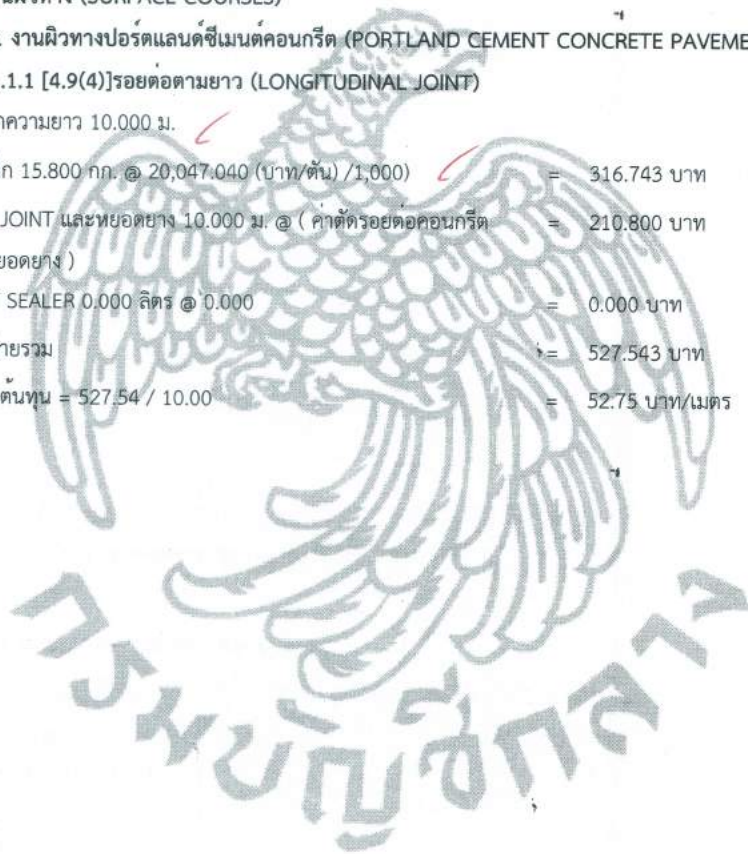 นผิวทาง (SURFACE COURSES)
งานผิวทางปอร์ตแลนด์ซีเมนต์คอนกรีต (PORTLAND CEMENT CONCRETE PAVEME
.1.1 [4.9(4)]รอยต่อตามยาว (LONGITUDINAL JOINT)
ความยาว 10.000 ม.
ก 15.800 กก. @ 20,047.040 (บาท/ตัน) /1,000) = 316.743 บาท
JOINT และหยอดยาง 10.000 ม. @ ( ค่าตัดรอยต่อคอนกรีต = 210.800 บาท
ยอดยาง )
SEALER 0.000 ลิตร @ 0.000 = 0.000 บาท
ายรวม = 527.543 บาท
ต้นทุน = 527.54 / 10.00 = 52.75 บาท/เมตร
กรมบัญชีกลาง